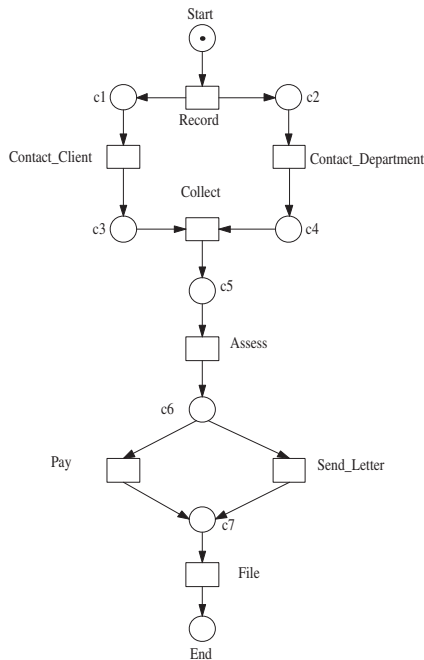 Start
c1
c2
Record
Contact_Client
Contact_Department
Collect
c3
c4
c5
Assess
c6
Pay
Send_Letter
c7
File
End